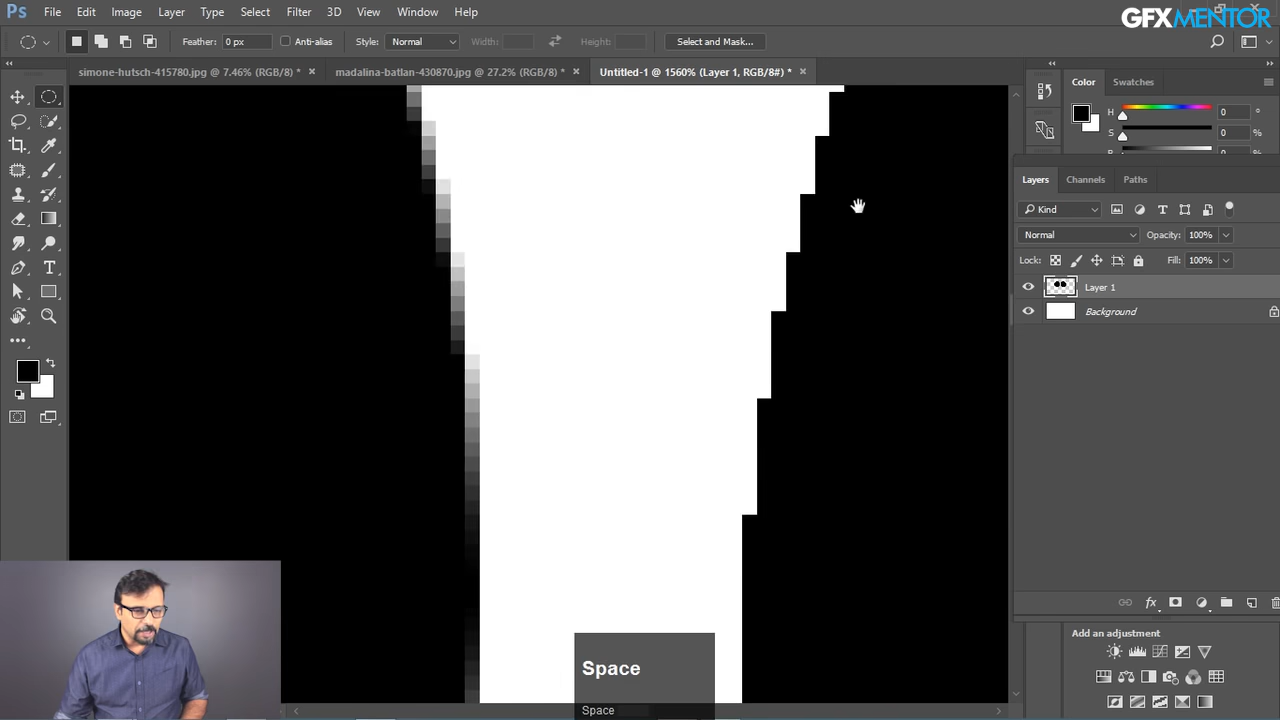 Ps File Edit Image Layer Type Select Filter 3D View Window Help
GFXMENTOR
Feather: 0 px Anti-alias Style: Normal Width: Height: Select and Mask...
simone-hutsch-415780.jpg @ 7.46% (RGB/8) * × madalina-batlan-430870.jpg @ 27.2% (RGB/8) * × Untitled-1 @ 1560% (Layer 1, RGB/8#) * ×
Color Swatches
H 0 °
S 0 %
Layers Channels Paths
Kind
Normal Opacity: 100%
Lock: Fill: 100%
Layer 1
Background
Space
Space
Add an adjustment